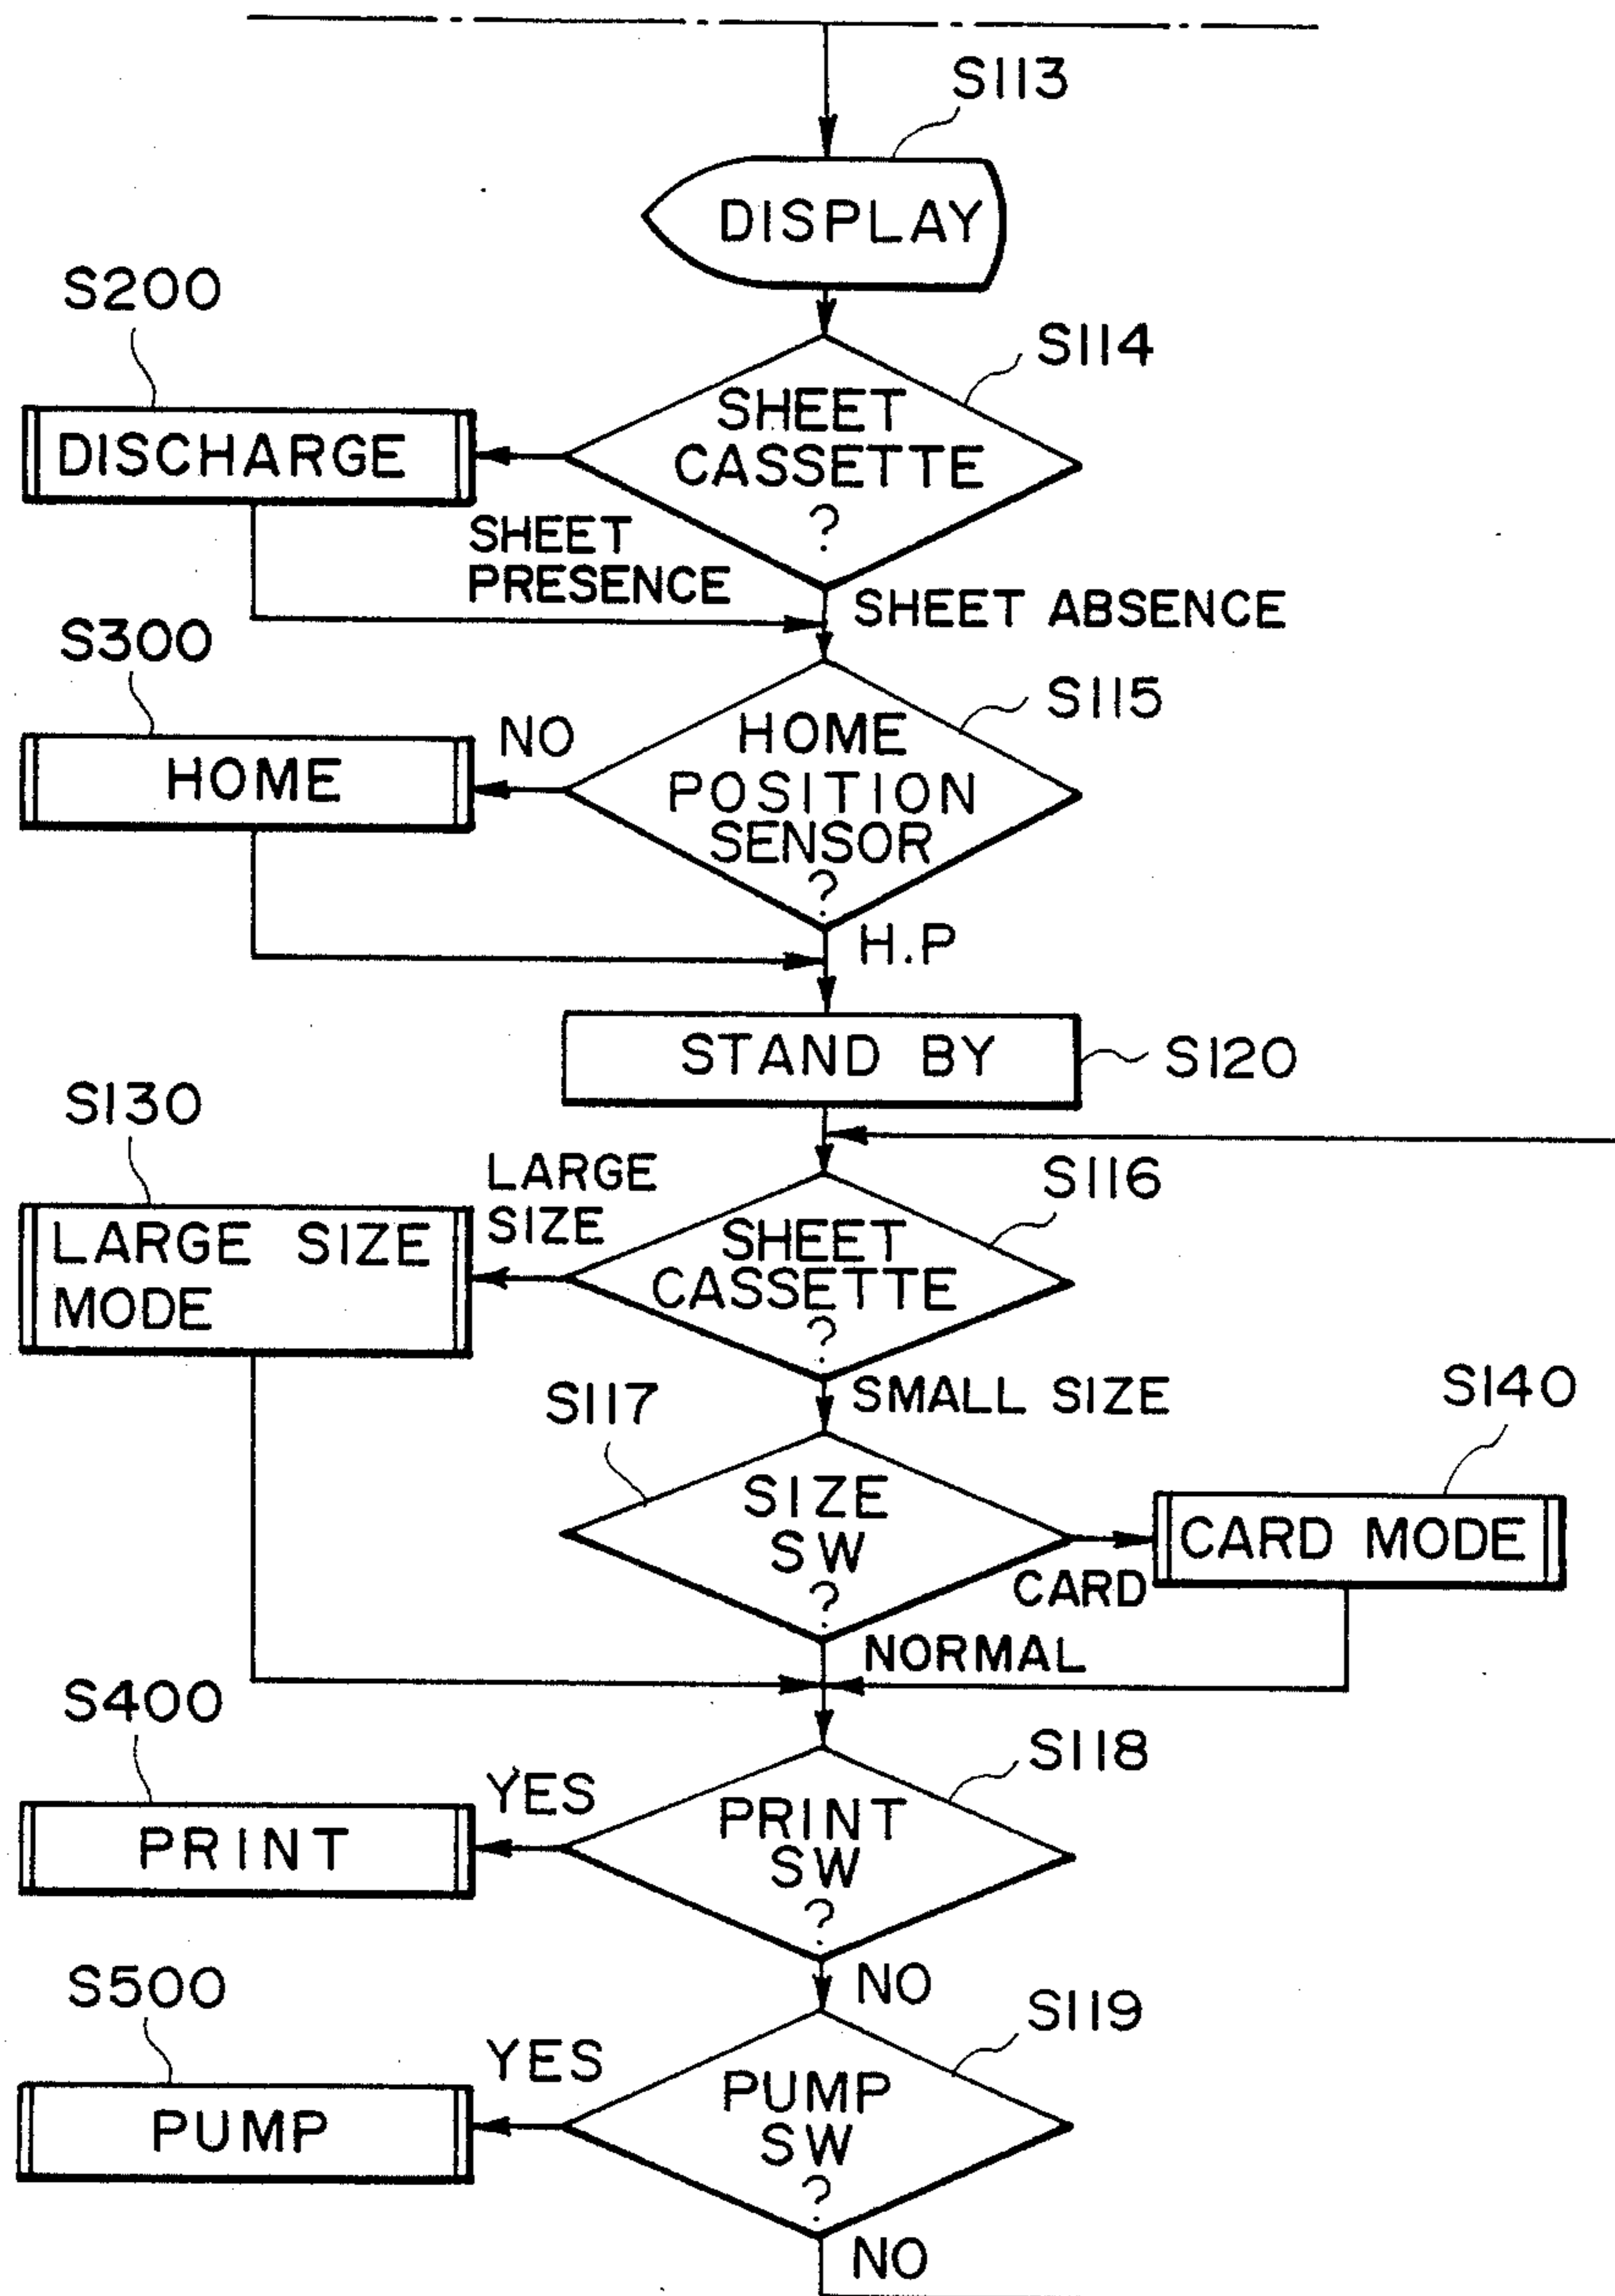 S113
DISPLAY
S200
S114
SHEET
CASSETTE
?
DISCHARGE
SHEET
PRESENCE
SHEET ABSENCE
S300
S115
NO
HOME
POSITION
SENSOR
?
HOME
H.P
STAND BY
S120
S130
LARGE
SIZE
S116
LARGE SIZE
MODE
SHEET
CASSETTE
?
SMALL SIZE
S117
S140
SIZE
SW
?
CARD MODE
CARD
NORMAL
S400
S118
YES
PRINT
SW
?
PRINT
NO
S500
S119
YES
PUMP
SW
?
PUMP
NO